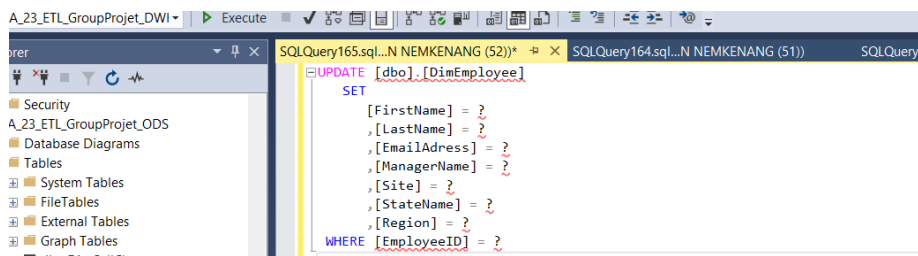 A_23_ETL_GroupProjet_DWI Execute
orer
SQLQuery165.sql...N NEMKENANG (52))* SQLQuery164.sql...N NEMKENANG (51)) SQLQuery
Security
A_23_ETL_GroupProjet_ODS
Database Diagrams
Tables
System Tables
FileTables
External Tables
Graph Tables
UPDATE [dbo].[DimEmployee]
SET
[FirstName] = ?
,[LastName] = ?
,[EmailAdress] = ?
,[ManagerName] = ?
,[Site] = ?
,[StateName] = ?
,[Region] = ?
WHERE [EmployeeID] = ?